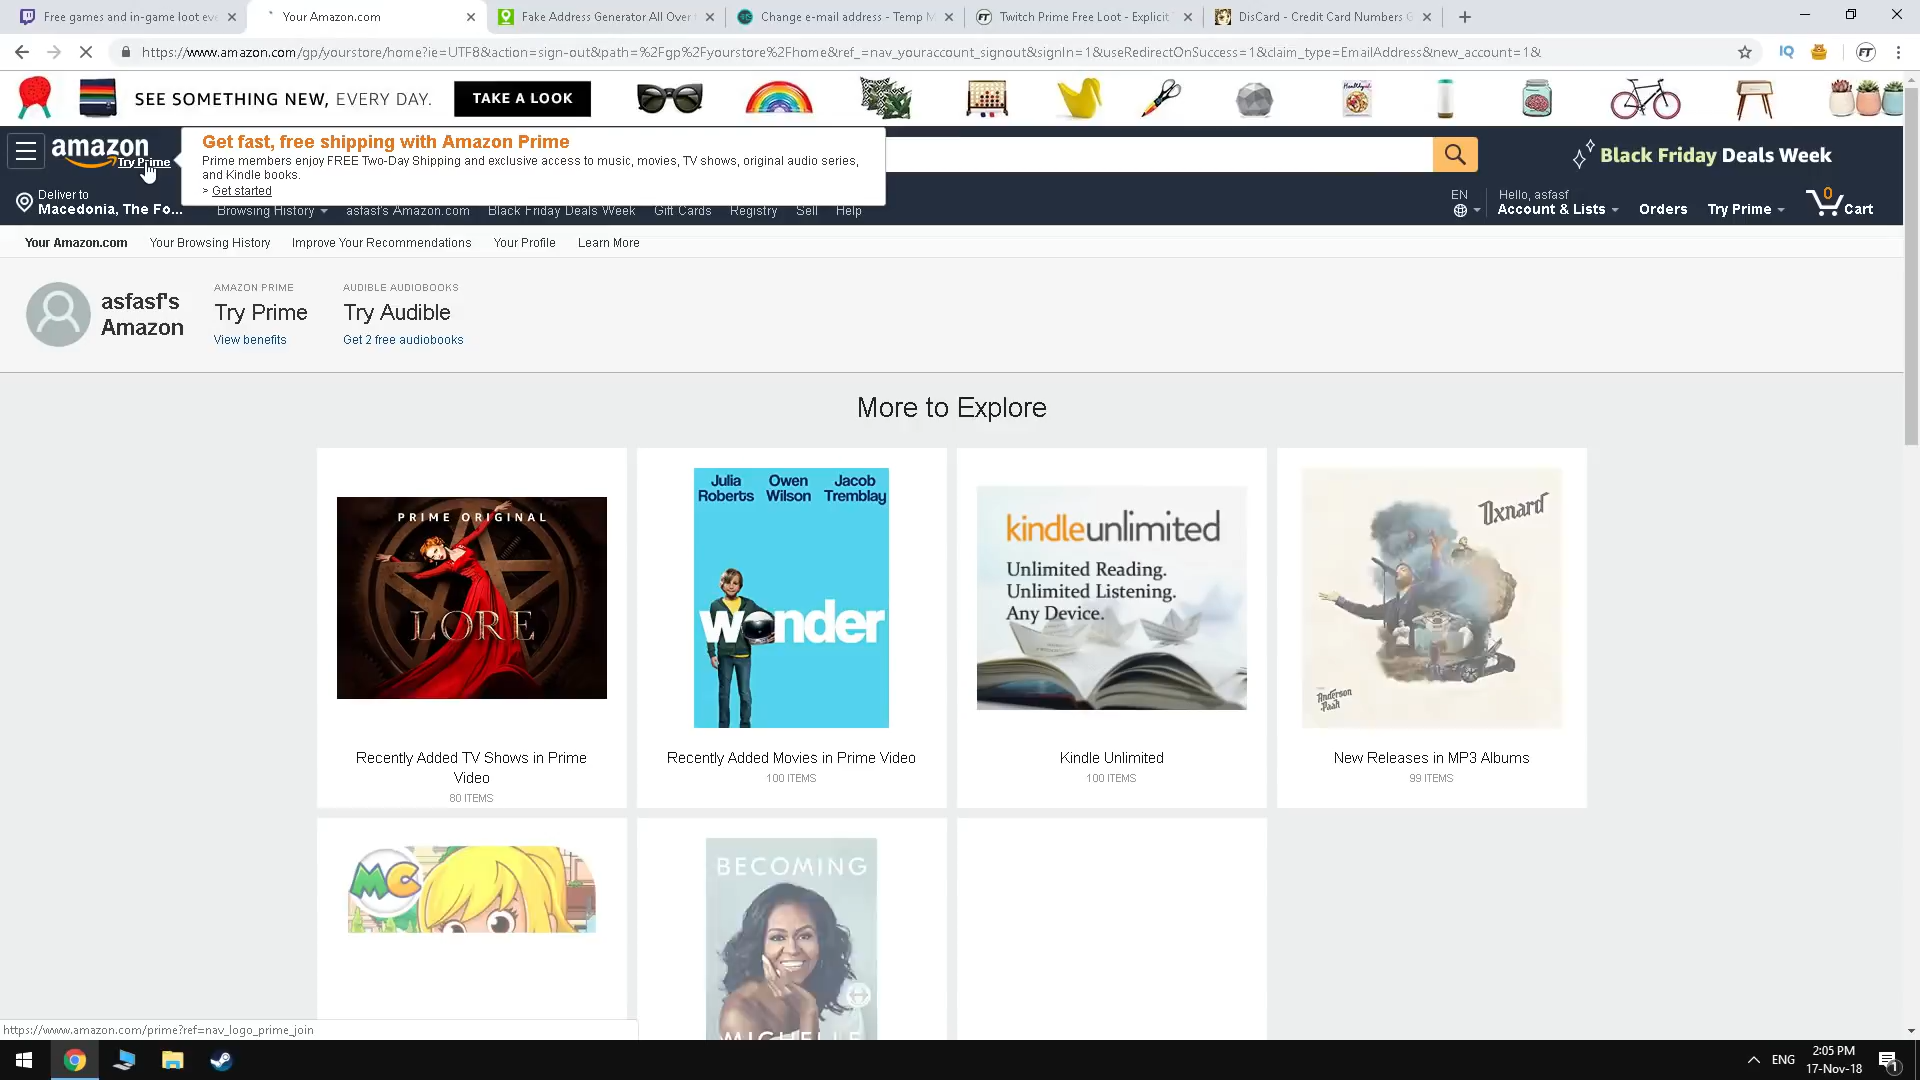 Free games and in-game loot ev
Your Amazon.com
Fake Address Generator All Over
Change e-mail address - Temp M
Twitch Prime Free Loot - Explicit
DisCard - Credit Card Numbers G
https://www.amazon.com/gp/yourstore/home?ie=UTF8&action=sign-out&path=%2Fgp%2Fyourstore%2Fhome&ref_=nav_youraccount_signout&signIn=1&useRedirectOnSuccess=1&claim_type=EmailAddress&new_account=1&
IQ
FT
SEE SOMETHING NEW, EVERY DAY.
TAKE A LOOK
amazon
Try Prime
Get fast, free shipping with Amazon Prime
Prime members enjoy FREE Two-Day Shipping and exclusive access to music, movies, TV shows, original audio series,
and Kindle books.
> Get started
Black Friday Deals Week
Deliver to
Macedonia, The Fo...
Browsing History
asfasf's Amazon.com
Black Friday Deals Week
Gift Cards
Registry
Sell
Help
EN
Hello, asfasf
Account & Lists
Orders
Try Prime
0
Cart
Your Amazon.com
Your Browsing History
Improve Your Recommendations
Your Profile
Learn More
asfasf's
Amazon
AMAZON PRIME
Try Prime
View benefits
AUDIBLE AUDIOBOOKS
Try Audible
Get 2 free audiobooks
More to Explore
PRIME ORIGINAL
LORE
Recently Added TV Shows in Prime
Video
80 ITEMS
Julia Roberts
Owen Wilson
Jacob Tremblay
wonder
Recently Added Movies in Prime Video
100 ITEMS
kindleunlimited
Unlimited Reading.
Unlimited Listening.
Any Device.
Kindle Unlimited
100 ITEMS
Oxnard
Anderson
.Paak
New Releases in MP3 Albums
99 ITEMS
MC
BECOMING
MICHELLE
https://www.amazon.com/prime?ref=nav_logo_prime_join
ENG
2:05 PM
17-Nov-18
1